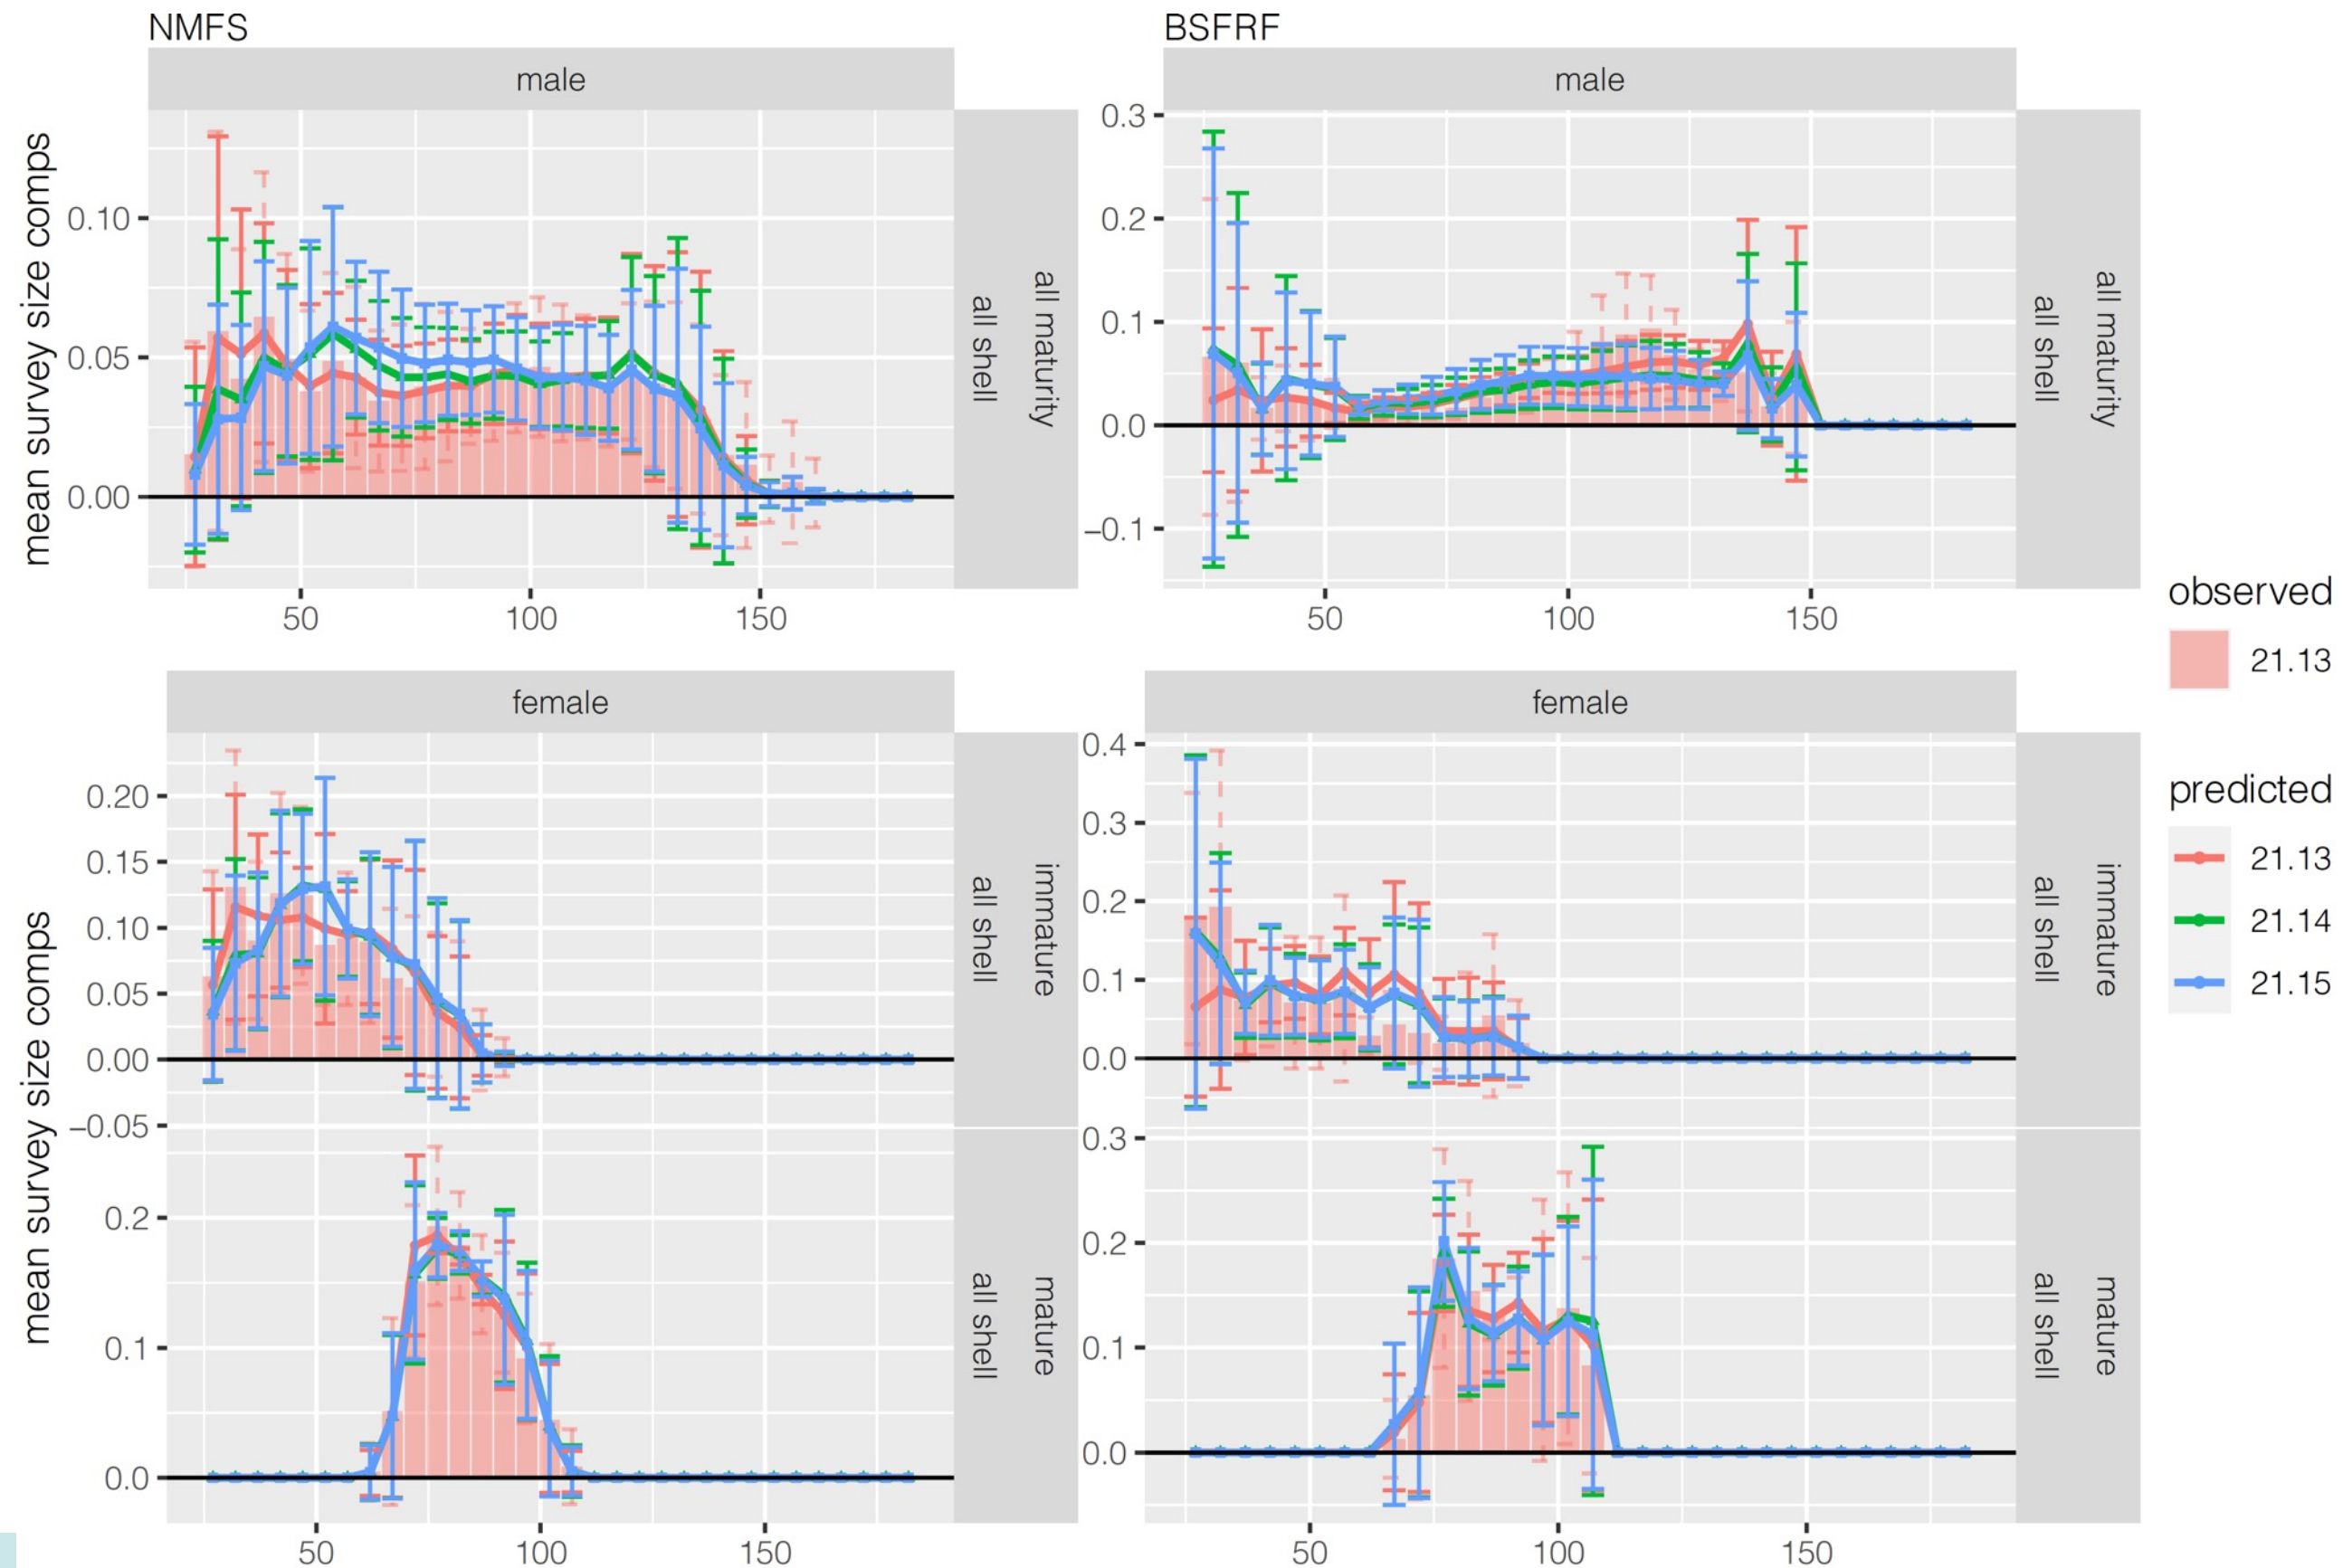 NMFS
BSFRF
male
male
mean survey size comps
0.10
0.05
0.00
all shell
all maturity
0.3
0.2
0.1
0.0
−0.1
all shell
all maturity
50
100
150
50
100
150
female
female
mean survey size comps
0.20
0.15
0.10
0.05
0.00
−0.05
all shell
immature
0.4
0.3
0.2
0.1
0.0
all shell
immature
0.2
0.1
0.0
all shell
mature
0.3
0.2
0.1
0.0
all shell
mature
50
100
150
50
100
150
observed
21.13
predicted
21.13
21.14
21.15